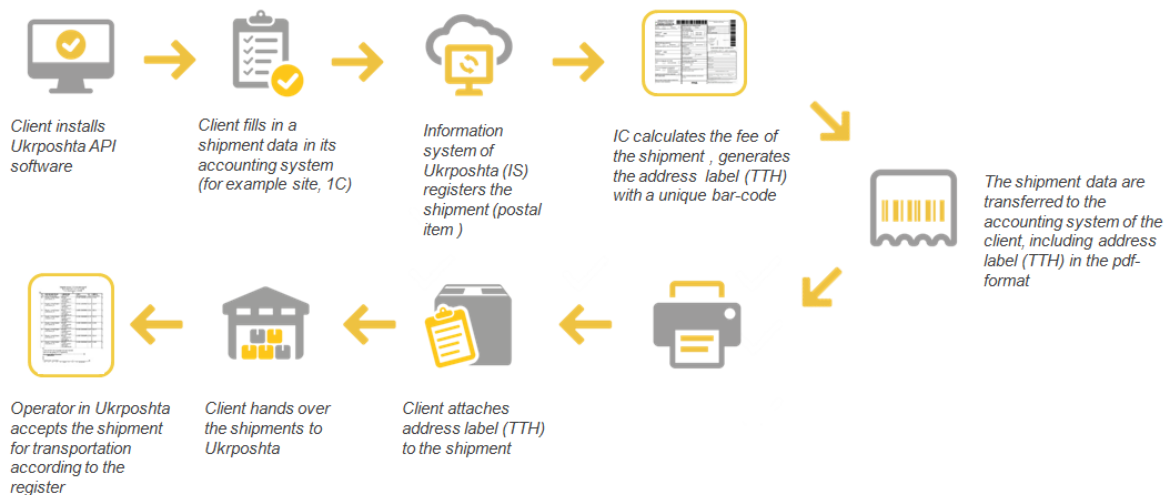 Client installs
Ukrposhta API
software
Client fills in a
shipment data in its
accounting system
(for example site, 1C)
Information
system of
Ukrposhta (IS)
registers the
shipment (postal
item )
IC calculates the fee of
the shipment , generates
the address label (TTH)
with a unique bar-code
The shipment data are
transferred to the
accounting system of the
client, including address
label (TTH) in the pdf-
format
Client attaches
address label (TTH)
to the shipment
Client hands over
the shipments to
Ukrposhta
Operator in Ukrposhta
accepts the shipment
for transportation
according to the
register